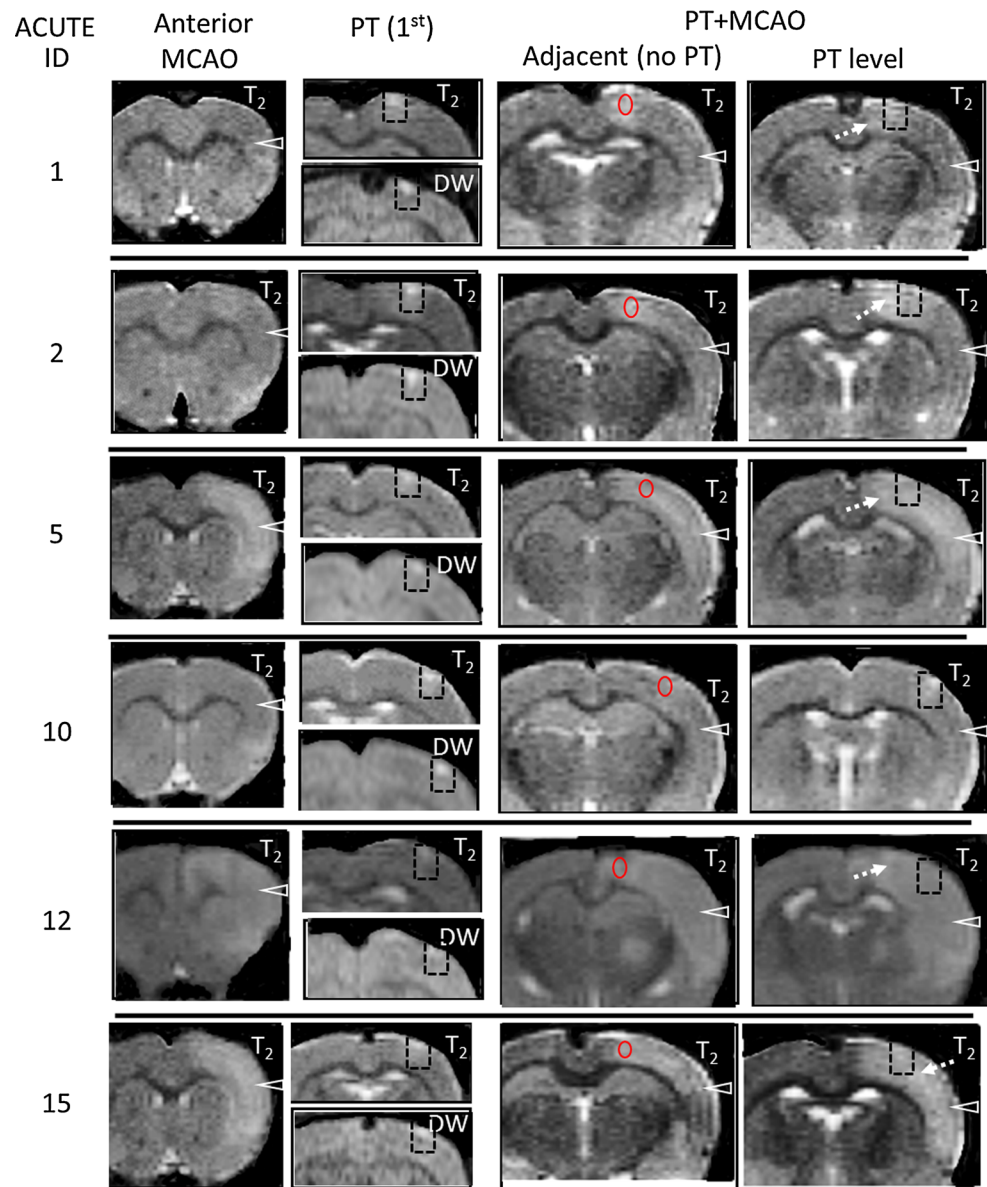 ACUTE
ID
Anterior
MCAO
PT (1st)
PT+MCAO
Adjacent (no PT)
PT level
1
T2
T2
DW
T2
T2
2
T2
T2
DW
T2
T2
5
T2
T2
DW
T2
T2
10
T2
T2
DW
T2
T2
12
T2
T2
DW
T2
T2
15
T2
T2
DW
T2
T2